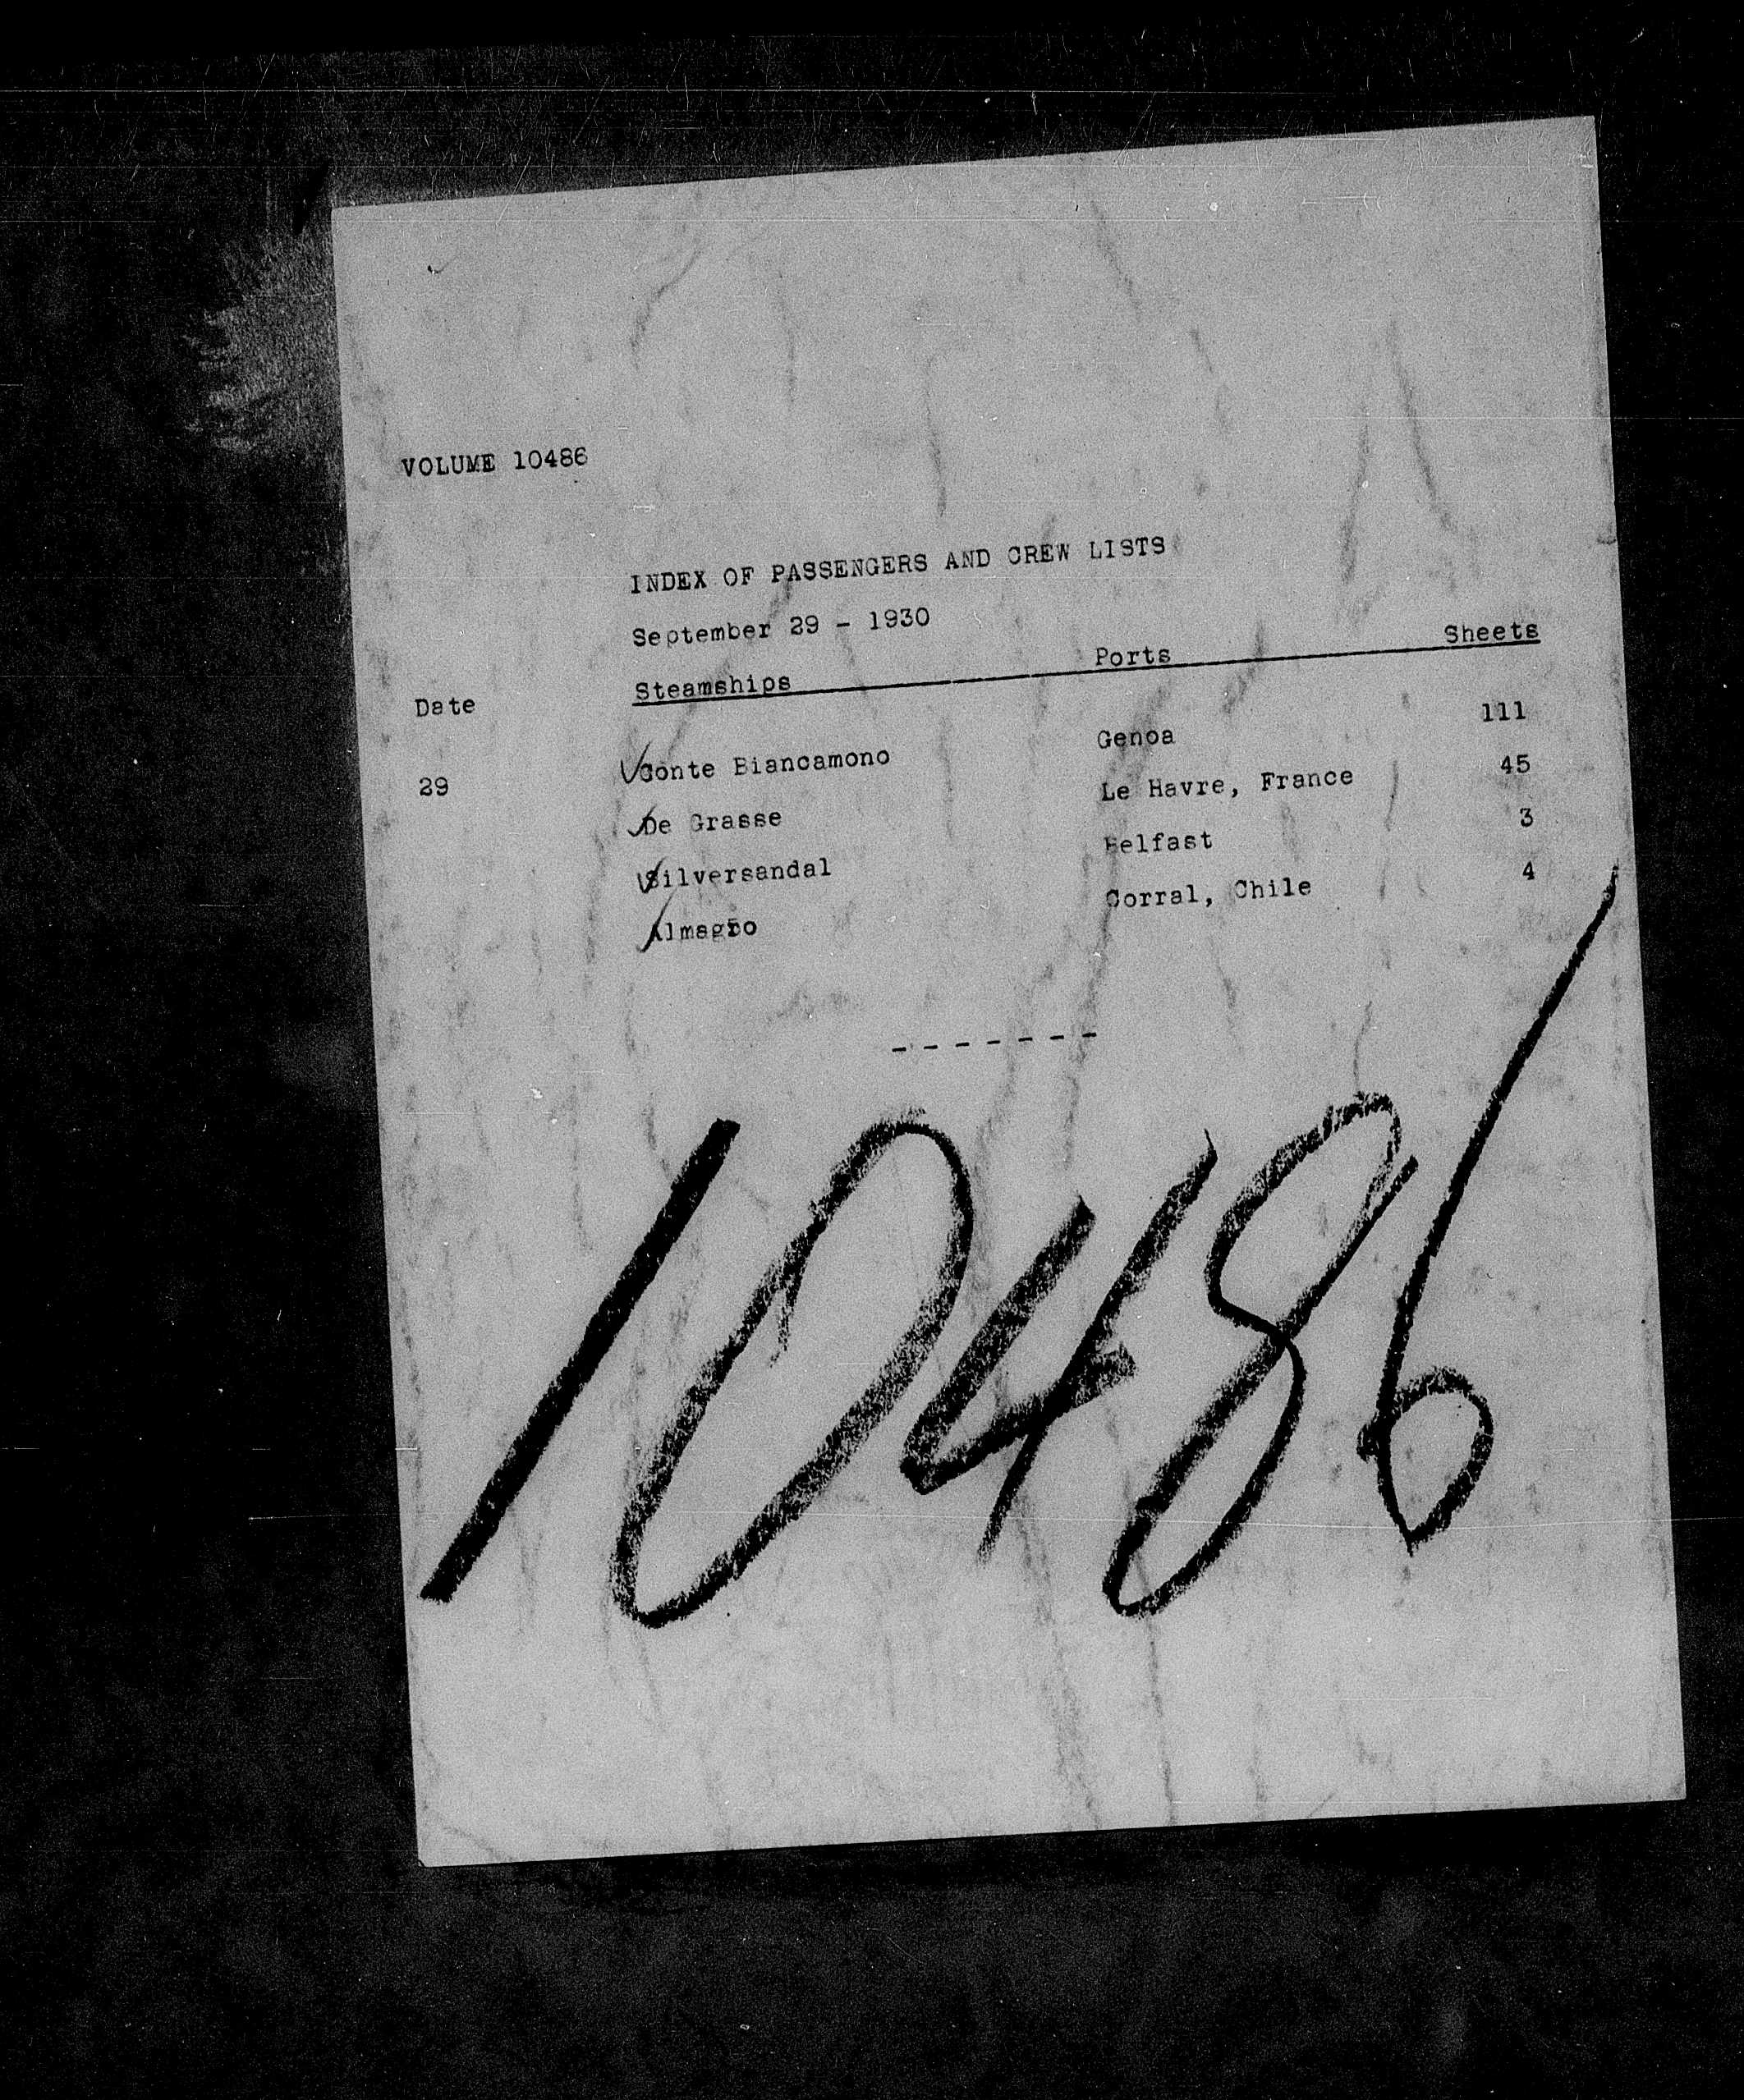 VOLUME 10486
INDEX OF PASSENGERS AND CREW LISTS
September 29 - 1930
Date Steamships Ports Sheets
29 Conte Biancamono Genoa 111
De Grasse Le Havre, France 45
Silversandal Belfast 3
Almagro Corral, Chile 4
- - - - - - -
10486